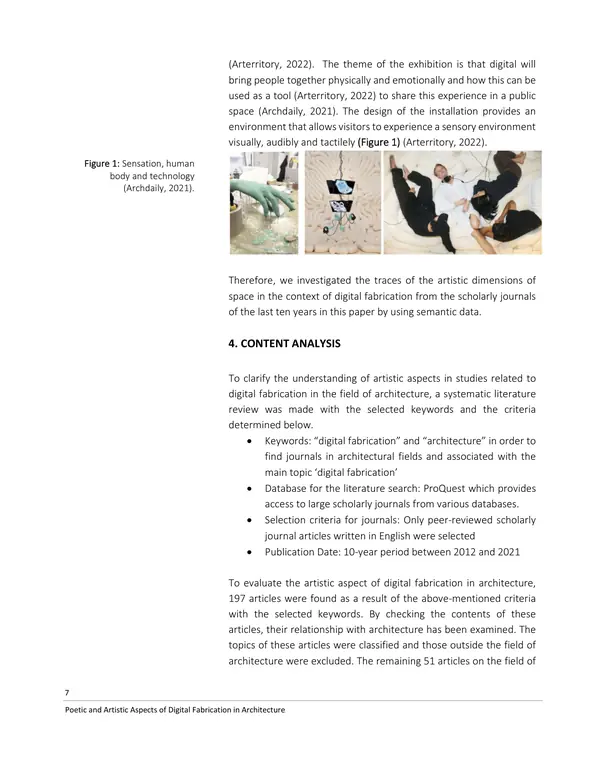 (Arterritory, 2022). The theme of the exhibition is that digital will
bring people together physically and emotionally and how this can be
used as a tool (Arterritory, 2022) to share this experience in a public
space (Archdaily, 2021). The design of the installation provides an
environment that allows visitors to experience a sensory environment
visually, audibly and tactilely (Figure 1) (Arterritory, 2022).
Figure 1: Sensation, human
body and technology
(Archdaily, 2021).
Therefore, we investigated the traces of the artistic dimensions of
space in the context of digital fabrication from the scholarly journals
of the last ten years in this paper by using semantic data.
4. CONTENT ANALYSIS
To clarify the understanding of artistic aspects in studies related to
digital fabrication in the field of architecture, a systematic literature
review was made with the selected keywords and the criteria
determined below.
• Keywords: “digital fabrication” and “architecture” in order to
find journals in architectural fields and associated with the
main topic ‘digital fabrication’
• Database for the literature search: ProQuest which provides
access to large scholarly journals from various databases.
• Selection criteria for journals: Only peer-reviewed scholarly
journal articles written in English were selected
• Publication Date: 10-year period between 2012 and 2021
To evaluate the artistic aspect of digital fabrication in architecture,
197 articles were found as a result of the above-mentioned criteria
with the selected keywords. By checking the contents of these
articles, their relationship with architecture has been examined. The
topics of these articles were classified and those outside the field of
architecture were excluded. The remaining 51 articles on the field of
7
Poetic and Artistic Aspects of Digital Fabrication in Architecture